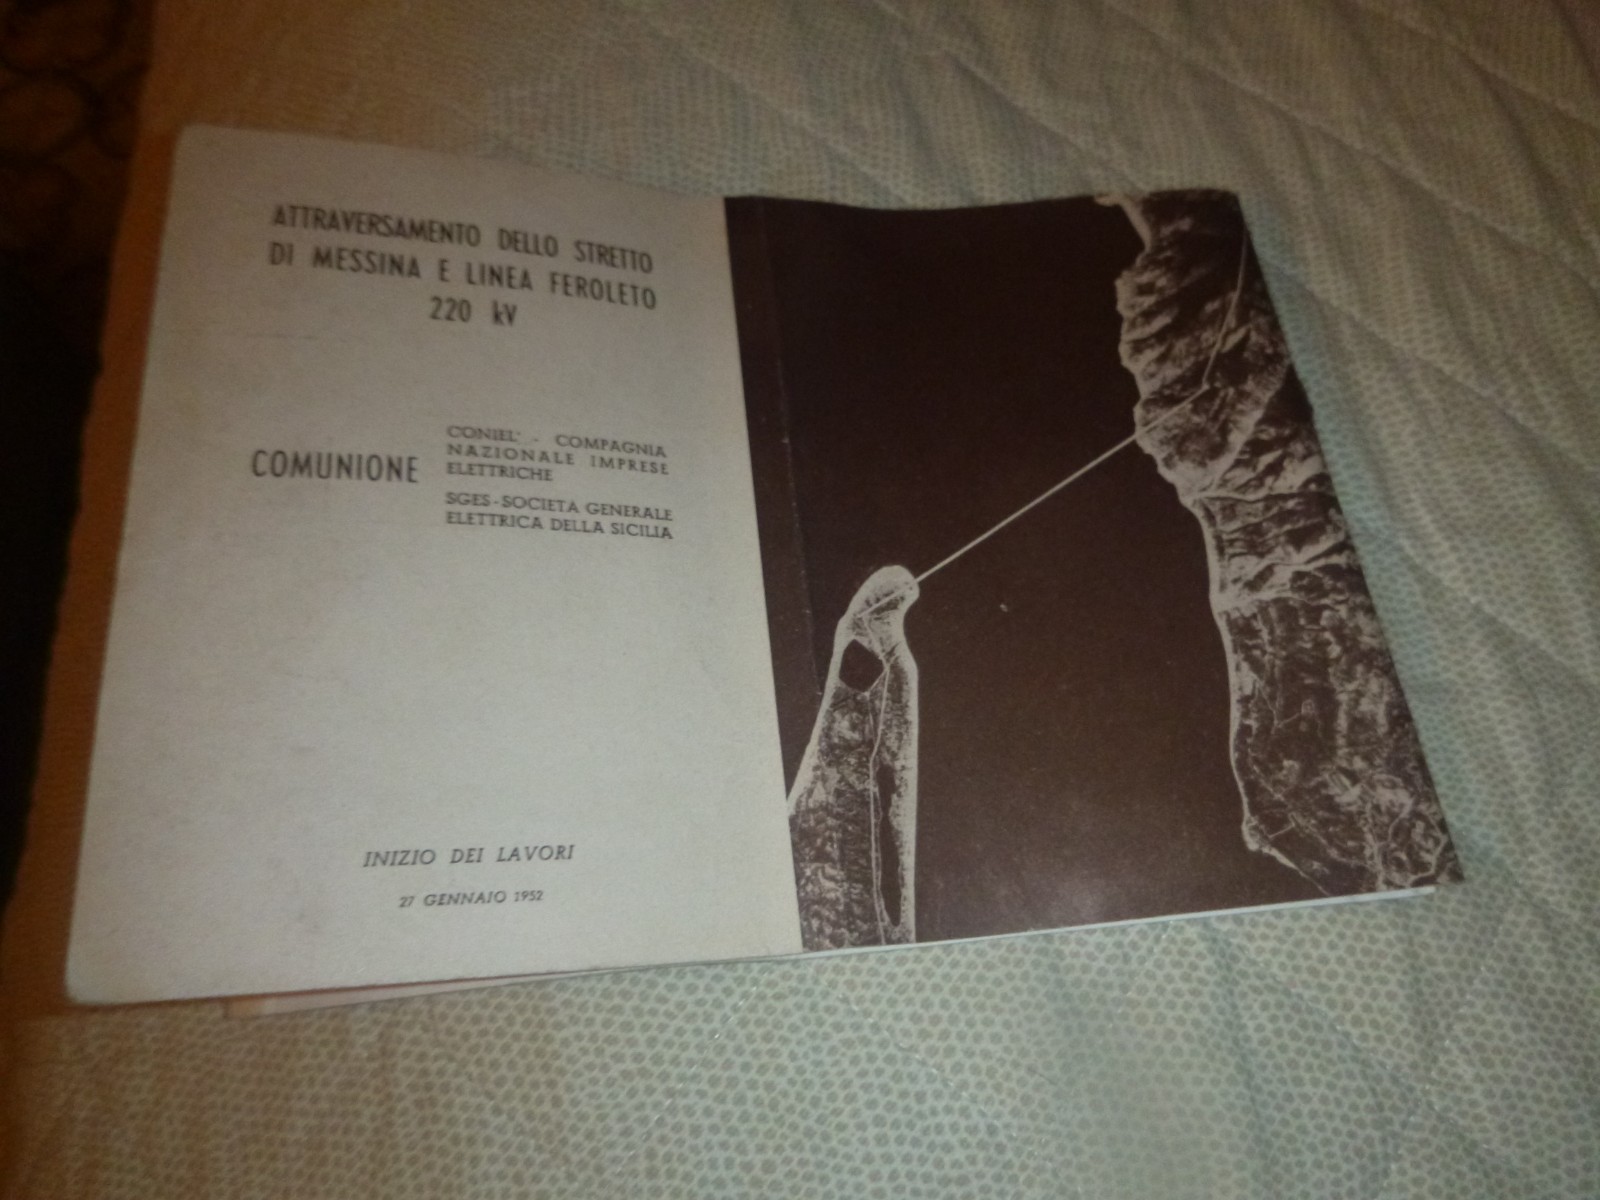 ATTRAVERSAMENTO DELLO STRETTO
DI MESSINA E LINEA FEROLETO
220 kV
COMUNIONE
CONIEL - COMPAGNIA
NAZIONALE IMPRESE
ELETTRICHE
SGES-SOCIETA GENERALE
ELETTRICA DELLA SICILIA
INIZIO DEI LAVORI
27 GENNAIO 1952